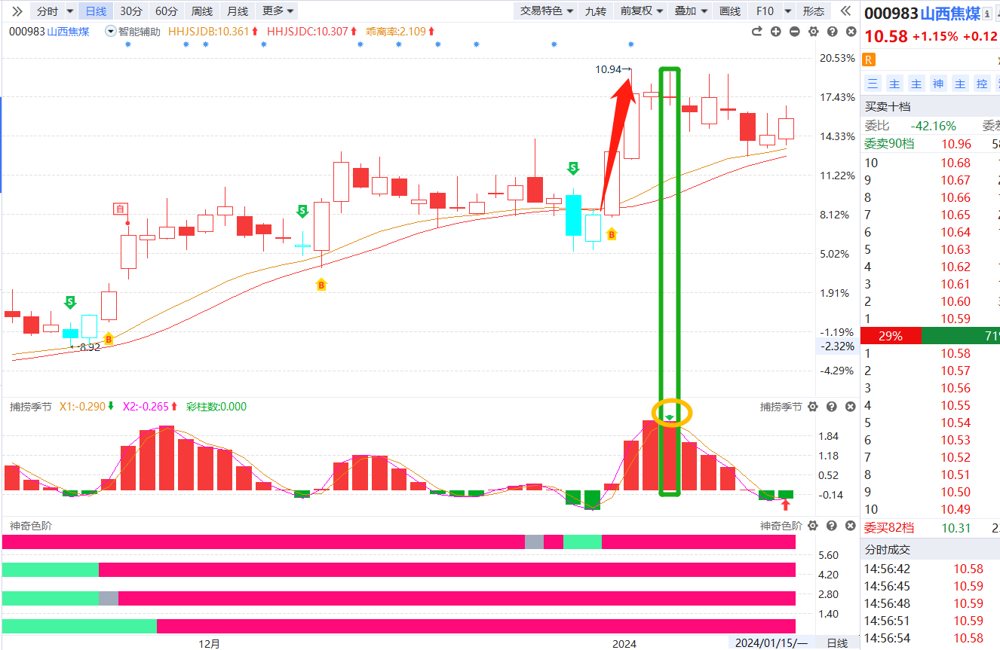 分时 日线 30分 60分 周线 月线 更多 交易特色 九转 前复权 叠加 画线 F10 形态
000983山西焦煤
10.58 +1.15% +0.12
000983 山西焦煤 智能辅助 HHJSJDB:10.361 HHJSJDC:10.307 乖离率:2.109
R
三 主 主 神 主 控
20.53%
17.43%
14.33%
11.22%
8.12%
5.02%
1.91%
-1.19%
-2.32%
-4.29%
10.94
自
S
S
S
B
B
B
8.92
买卖十档
委比 -42.16% 委差
委卖90档 10.96
10 10.68
9 10.67
8 10.66
7 10.65
6 10.64
5 10.63
4 10.62
3 10.61
2 10.60
1 10.59
29% 71%
1 10.58
2 10.57
3 10.56
4 10.55
5 10.54
6 10.53
7 10.52
8 10.51
9 10.50
10 10.49
委买82档 10.31
分时成交
14:56:42 10.58
14:56:45 10.59
14:56:48 10.59
14:56:51 10.59
14:56:54 10.58
捕捞季节 X1:-0.290 X2:-0.265 彩柱数:0.000 捕捞季节
1.84
1.18
0.52
-0.14
神奇色阶 神奇色阶
5.60
4.20
2.80
1.40
12月 2024 2024/01/15/一 日线